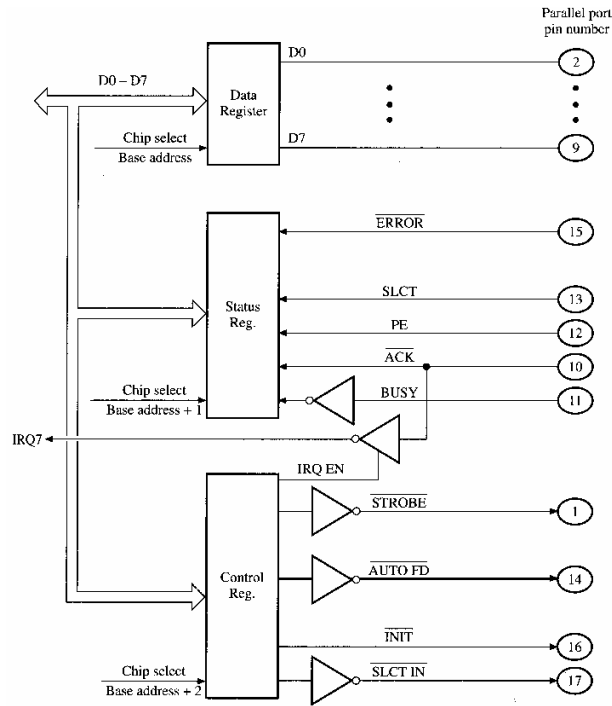 Parallel port
pin number
D0
2
D0 – D7
Data
Register
Chip select
Base address
D7
9
ERROR
15
SLCT
13
Status
Reg.
PE
12
ACK
10
Chip select
Base address + 1
BUSY
11
IRQ7
IRQ EN
STROBE
1
Control
Reg.
AUTO FD
14
INIT
16
Chip select
Base address + 2
SLCT IN
17